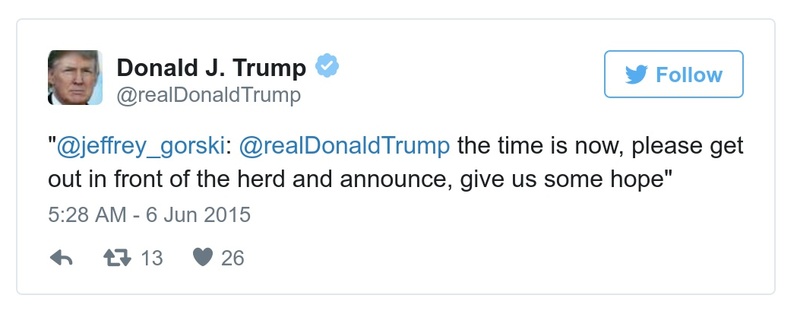 Donald J. Trump
@realDonaldTrump
Follow
"@jeffrey_gorski: @realDonaldTrump the time is now, please get
out in front of the herd and announce, give us some hope"
5:28 AM - 6 Jun 2015
13 26